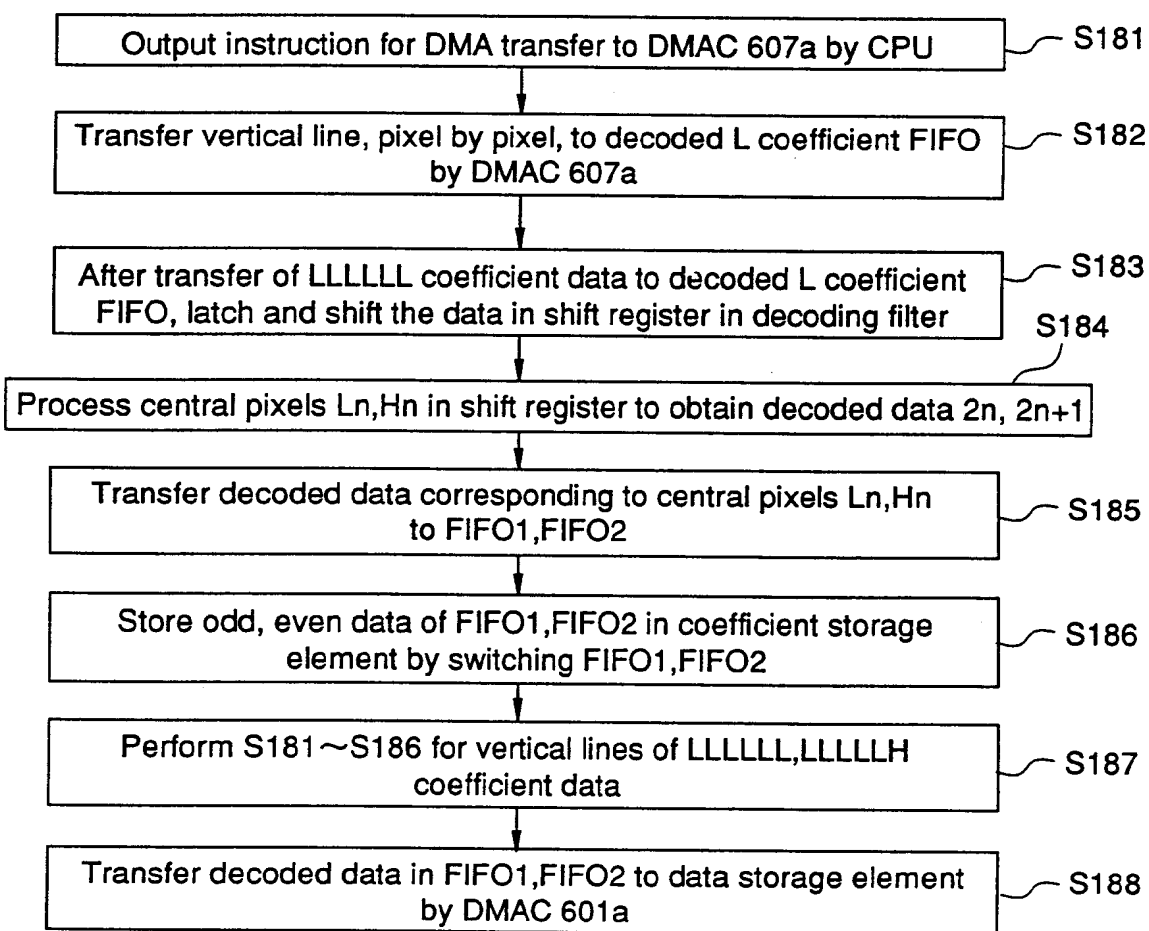 Output instruction for DMA transfer to DMAC 607a by CPU
S181
Transfer vertical line, pixel by pixel, to decoded L coefficient FIFO
by DMAC 607a
S182
After transfer of LLLLLL coefficient data to decoded L coefficient
FIFO, latch and shift the data in shift register in decoding filter
S183
S184
Process central pixels Ln,Hn in shift register to obtain decoded data 2n, 2n+1
Transfer decoded data corresponding to central pixels Ln,Hn
to FIFO1,FIFO2
S185
Store odd, even data of FIFO1,FIFO2 in coefficient storage
element by switching FIFO1,FIFO2
S186
Perform S181~S186 for vertical lines of LLLLLL,LLLLLH
coefficient data
S187
Transfer decoded data in FIFO1,FIFO2 to data storage element
by DMAC 601a
S188